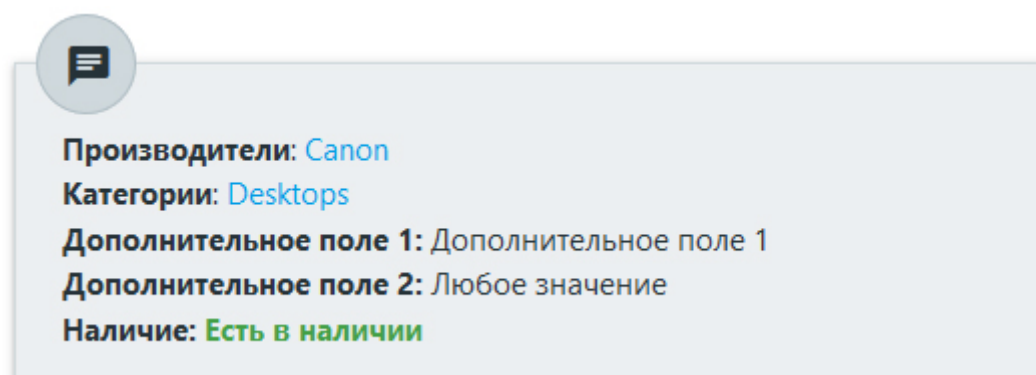 Производители: Canon
Категории: Desktops
Дополнительное поле 1: Дополнительное поле 1
Дополнительное поле 2: Любое значение
Наличие: Есть в наличии